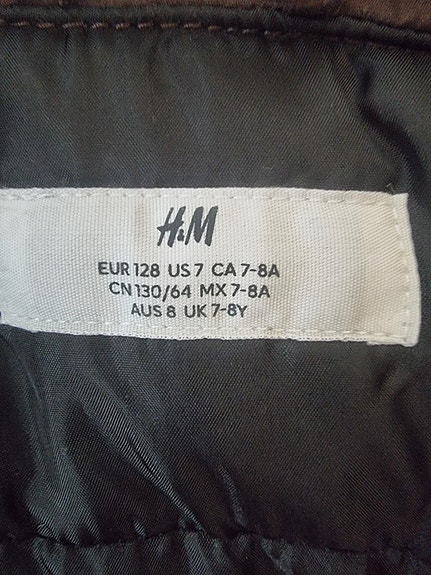 H&M
EUR 128 US 7 CA 7-8A
CN 130/64 MX 7-8A
AUS 8 UK 7-8Y